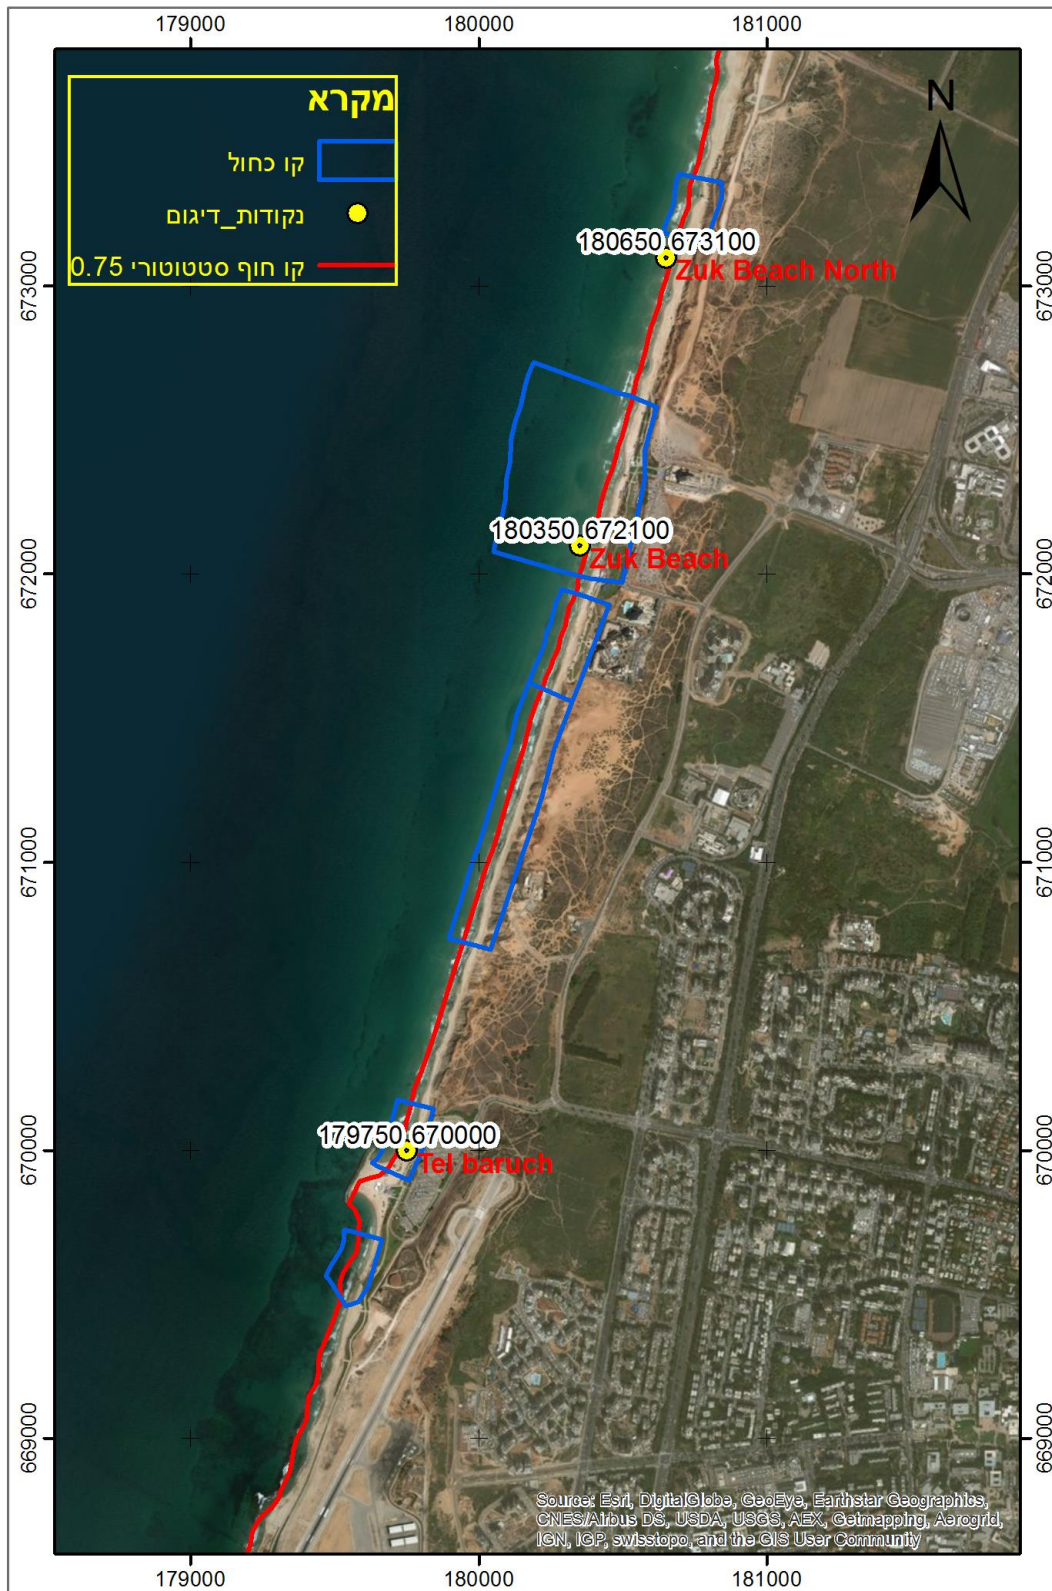 179000
180000
181000
מקרא
קו כחול
נקודות_דיגום
קו חוף סטטוטורי 0.75
N
180650 673100
Zuk Beach North
673000
673000
180350 672100
Zuk Beach
672000
672000
671000
671000
179750 670000
Tel baruch
670000
670000
669000
669000
Source: Esri, DigitalGlobe, GeoEye, Earthstar Geographics,
CNES/Airbus DS, USDA, USGS, AEX, Getmapping, Aerogrid,
IGN, IGP, swisstopo, and the GIS User Community
179000
180000
181000